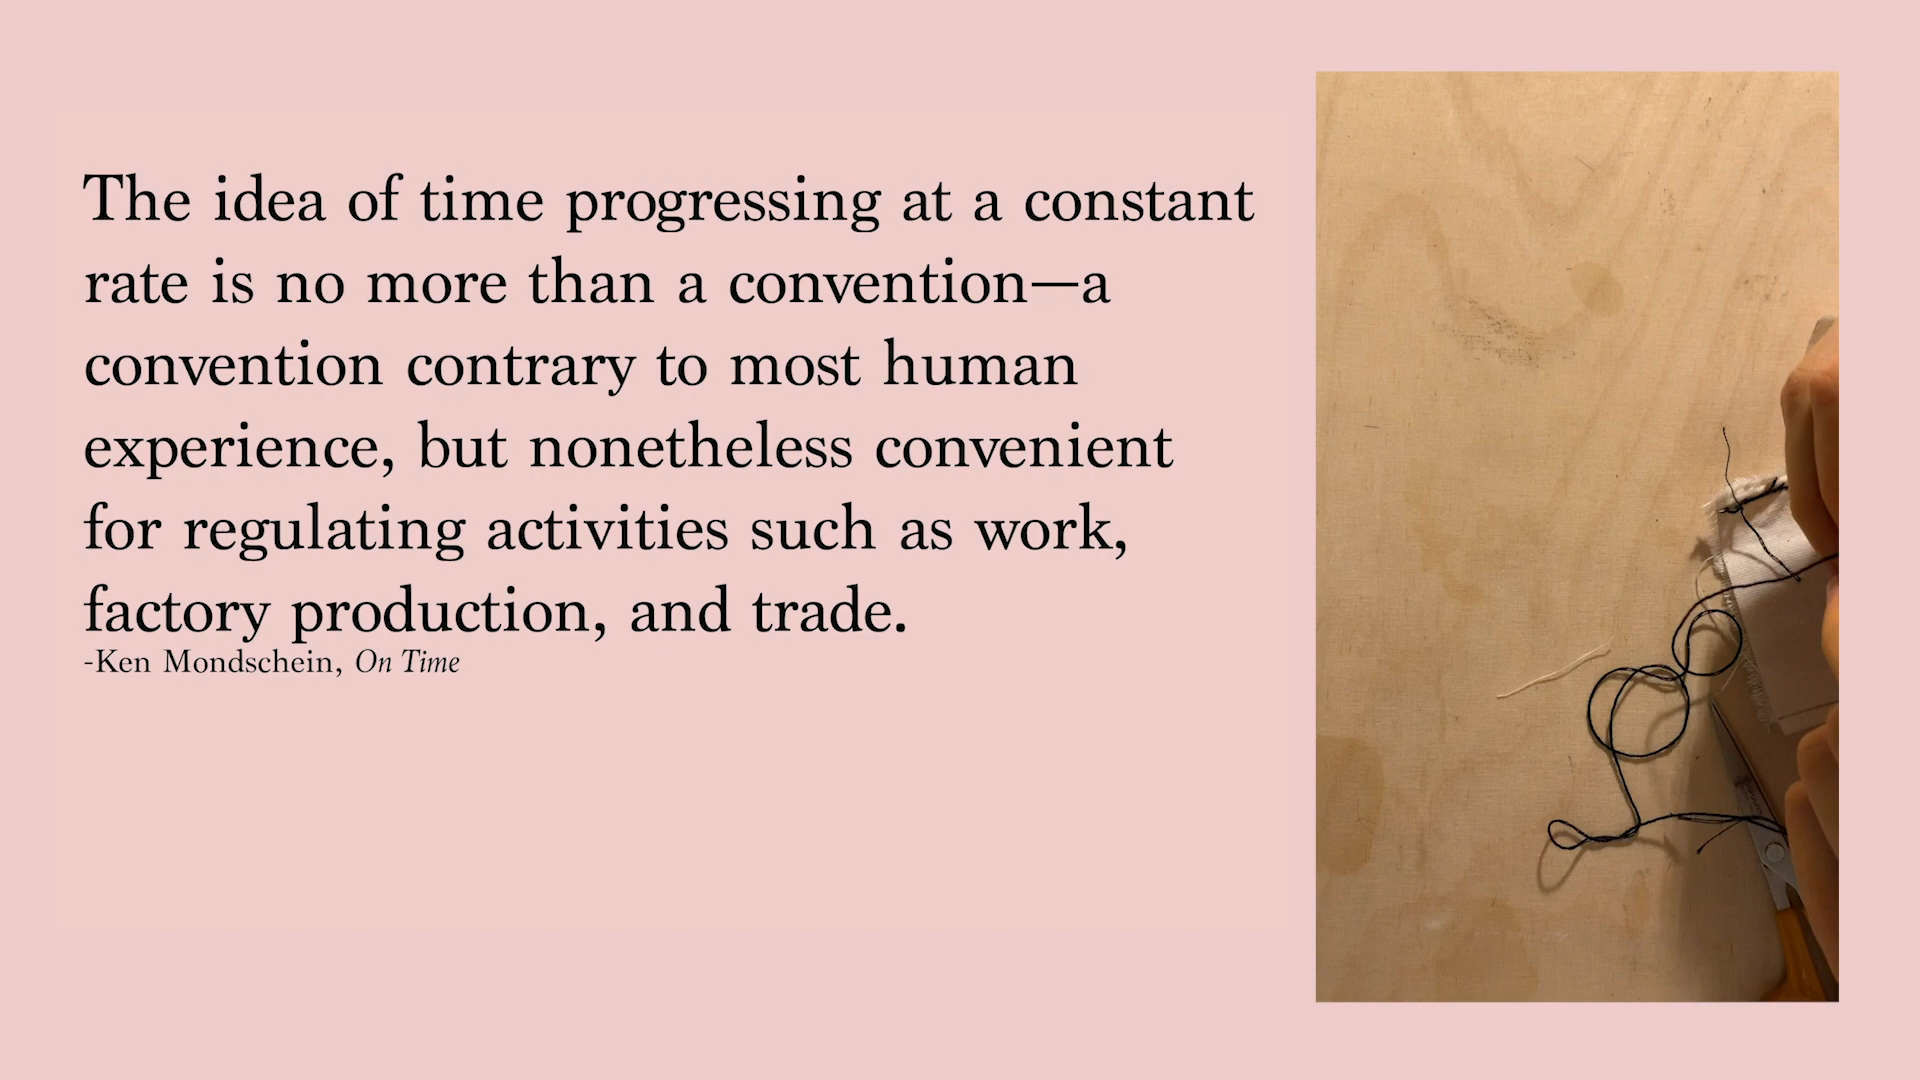 The idea of time progressing at a constant
rate is no more than a convention—a
convention contrary to most human
experience, but nonetheless convenient
for regulating activities such as work,
factory production, and trade.
-Ken Mondschein, On Time